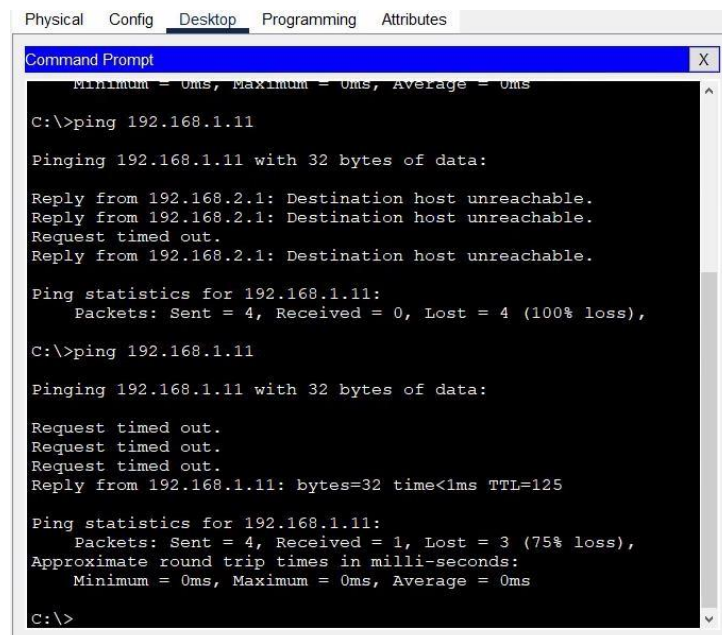 Physical Config Desktop Programming Attributes
Command Prompt X
Minimum = 0ms, Maximum = 0ms, Average = 0ms
C:\>ping 192.168.1.11
Pinging 192.168.1.11 with 32 bytes of data:
Reply from 192.168.2.1: Destination host unreachable.
Reply from 192.168.2.1: Destination host unreachable.
Request timed out.
Reply from 192.168.2.1: Destination host unreachable.
Ping statistics for 192.168.1.11:
Packets: Sent = 4, Received = 0, Lost = 4 (100% loss),
C:\>ping 192.168.1.11
Pinging 192.168.1.11 with 32 bytes of data:
Request timed out.
Request timed out.
Request timed out.
Reply from 192.168.1.11: bytes=32 time<1ms TTL=125
Ping statistics for 192.168.1.11:
Packets: Sent = 4, Received = 1, Lost = 3 (75% loss),
Approximate round trip times in milli-seconds:
Minimum = 0ms, Maximum = 0ms, Average = 0ms
C:\>